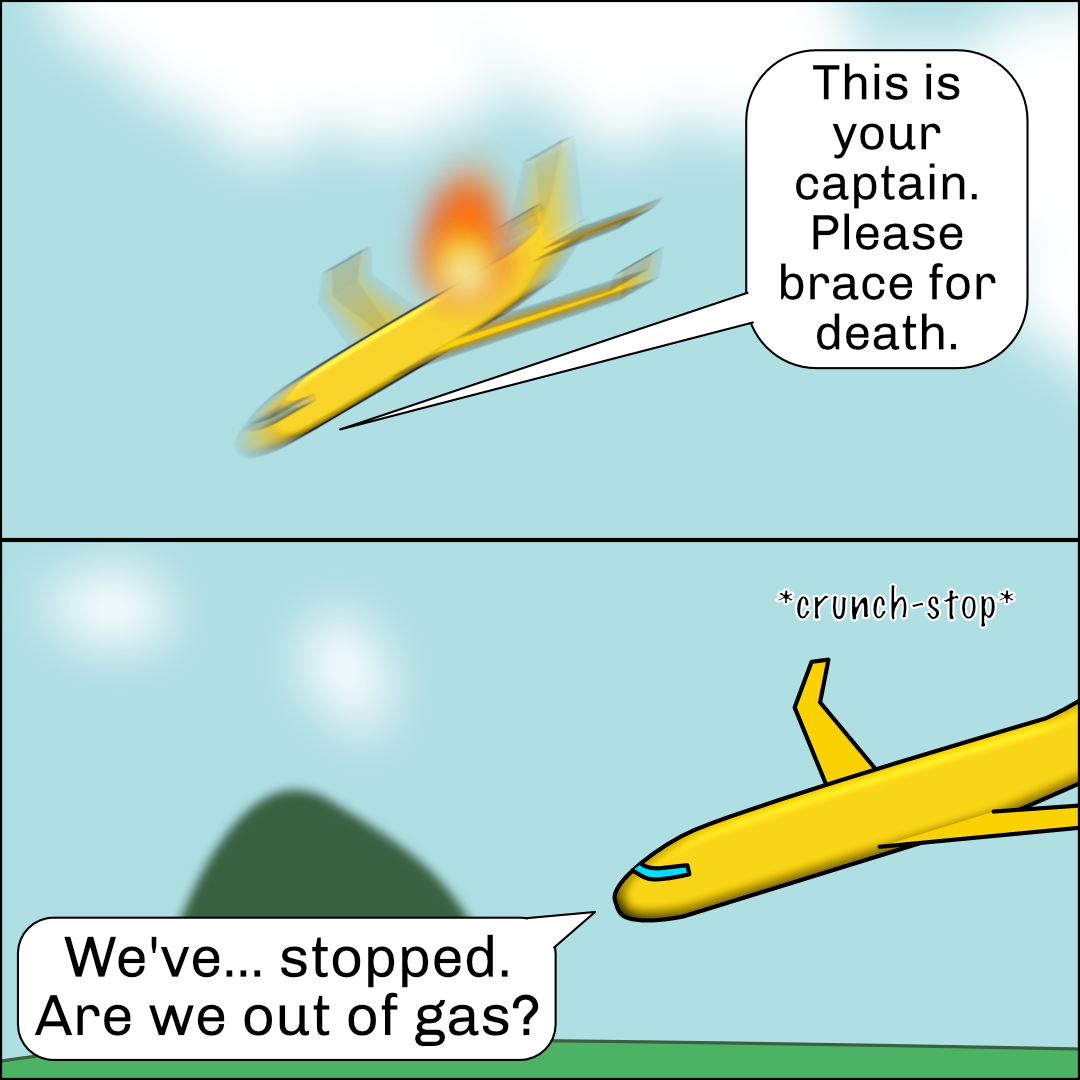 This is
your
captain.
Please
brace for
death.
*crunch-stop*
We've... stopped.
Are we out of gas?